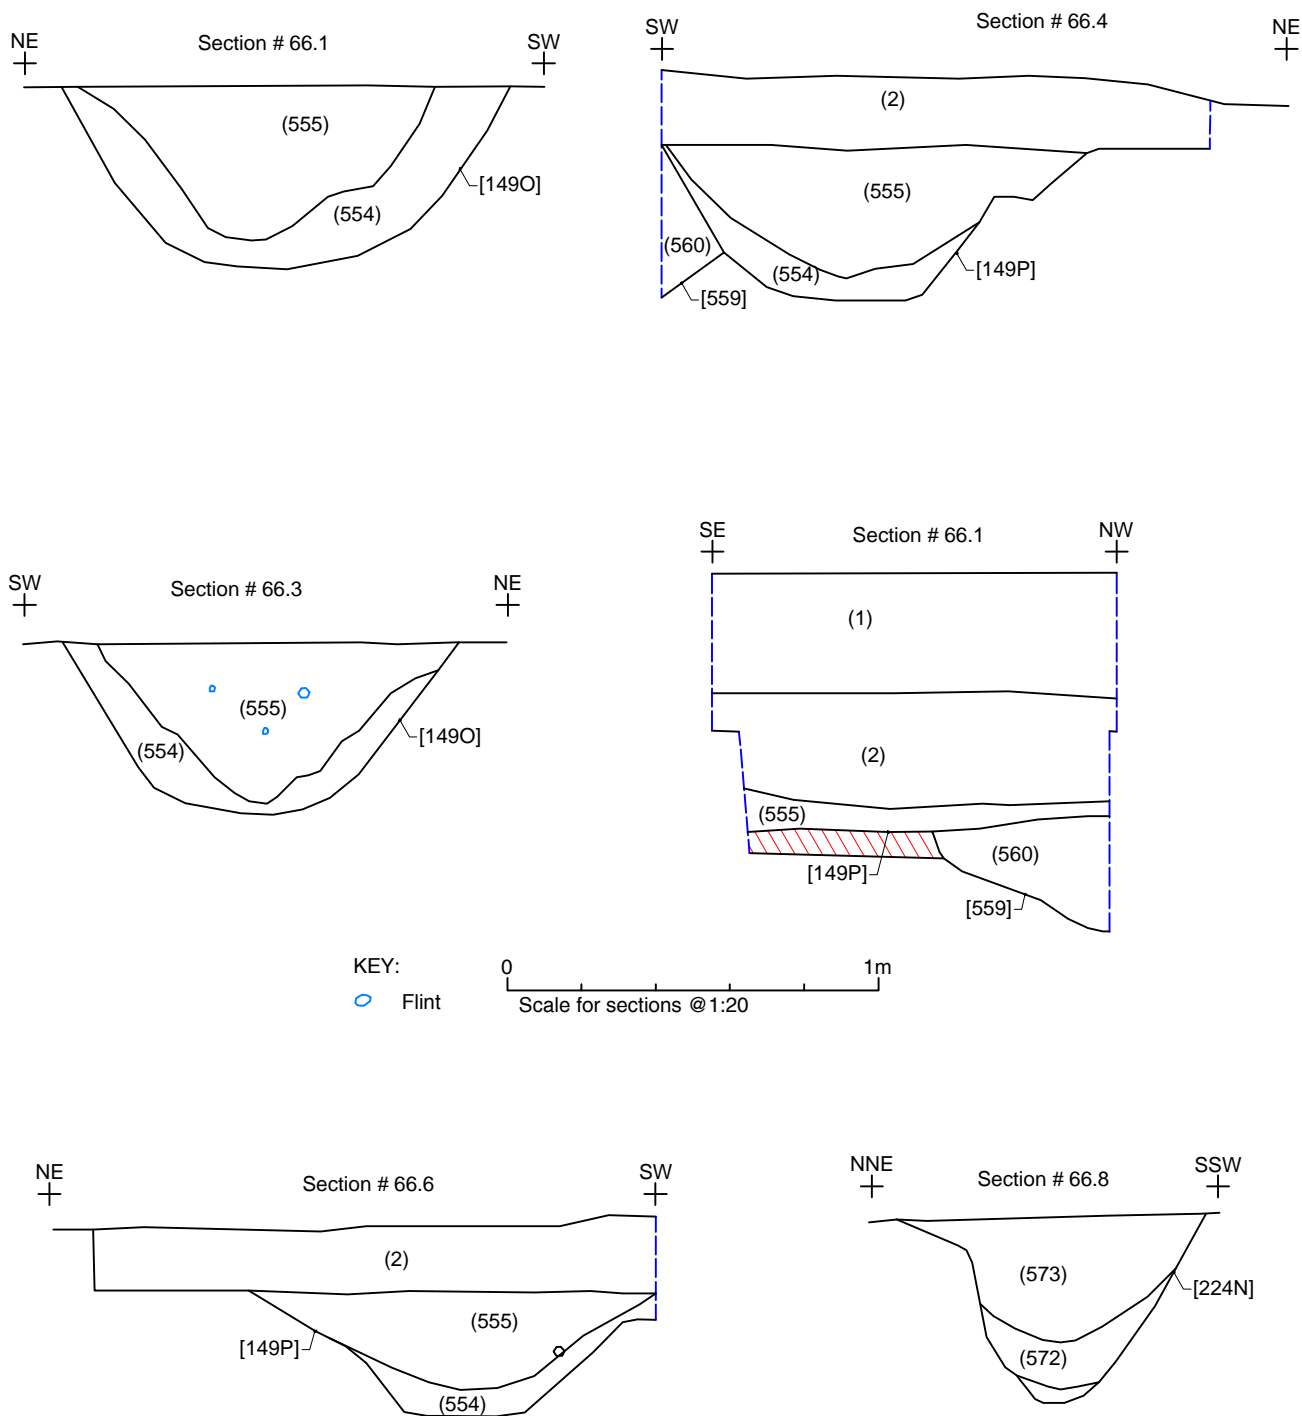 NE
Section # 66.1
SW
(555)
(554)
[149O]
SW
Section # 66.4
NE
(2)
(555)
(560)
(554)
[149P]
[559]
SW
Section # 66.3
NE
(555)
(554)
[149O]
SE
Section # 66.1
NW
(1)
(2)
(555)
(560)
[149P]
[559]
KEY:
Flint
0
1m
Scale for sections @1:20
NE
Section # 66.6
SW
(2)
(555)
[149P]
(554)
NNE
Section # 66.8
SSW
(573)
[224N]
(572)